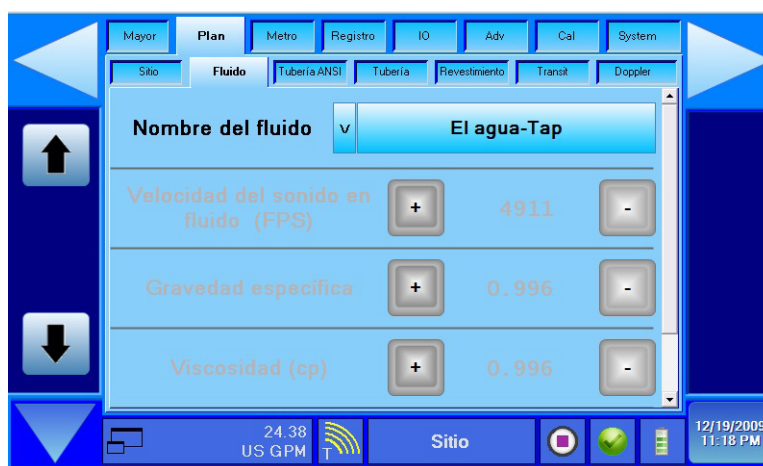 Mayor Plan Metro Registro IO Adv Cal System
Sitio Fluido Tubería ANSI Tubería Revestimiento Transit Doppler
Nombre del fluido v El agua-Tap
Velocidad del sonido en
fluido (FPS) + 4911 -
Gravedad específica + 0.996 -
Viscosidad (cp) + 0.996 -
24.38
US GPM T Sitio
12/19/2009
11:18 PM